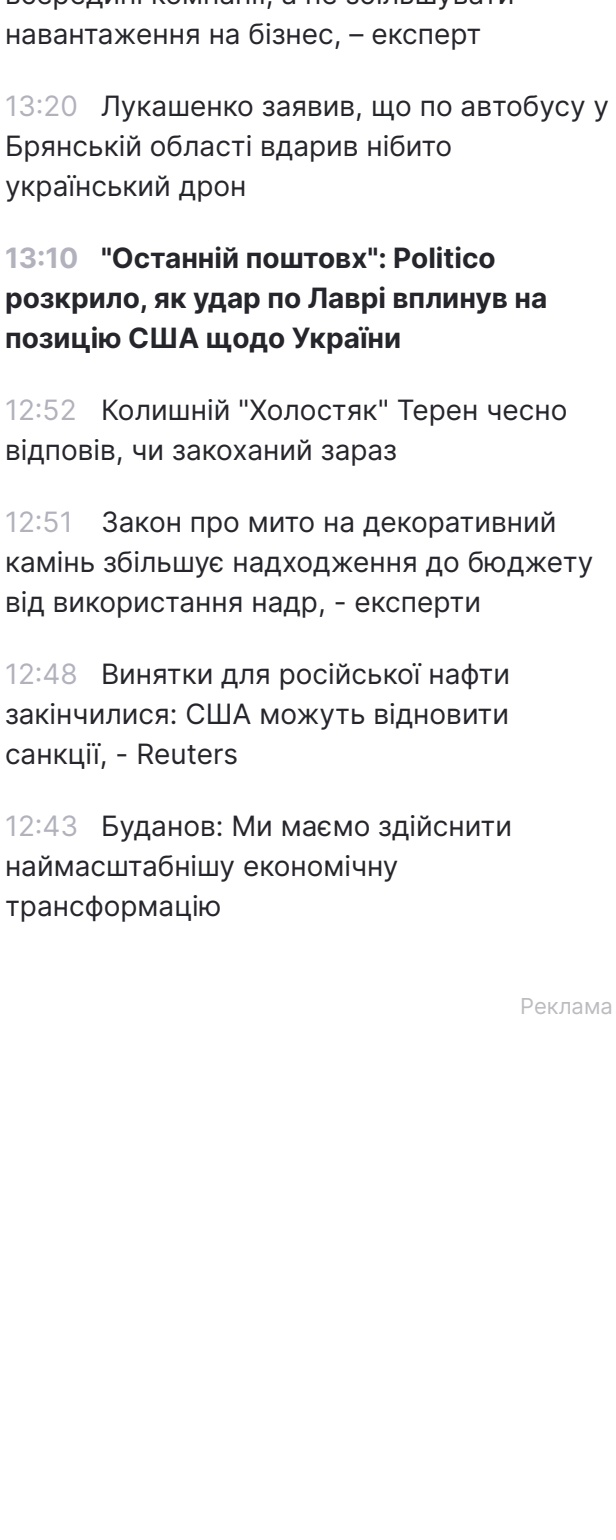 всередині компанії, а не збільшувати
навантаження на бізнес, – експерт
13:20 Лукашенко заявив, що по автобусу у
Брянській області вдарив нібито
український дрон
13:10 "Останній поштовх": Politico
розкрило, як удар по Лаврі вплинув на
позицію США щодо України
12:52 Колишній "Холостяк" Терен чесно
відповів, чи закоханий зараз
12:51 Закон про мито на декоративний
камінь збільшує надходження до бюджету
від використання надр, - експерти
12:48 Винятки для російської нафти
закінчилися: США можуть відновити
санкції, - Reuters
12:43 Буданов: Ми маємо здійснити
наймасштабнішу економічну
трансформацію
Реклама